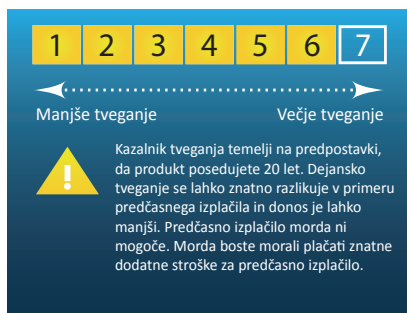 1 2 3 4 5 6 7
Manjše tveganje Večje tveganje
!
Kazalnik tveganja temelji na predpostavki,
da produkt posedujete 20 let. Dejansko
tveganje se lahko znatno razlikuje v primeru
predčasnega izplačila in donos je lahko
manjši. Predčasno izplačilo morda ni
mogoče. Morda boste morali plačati znatne
dodatne stroške za predčasno izplačilo.